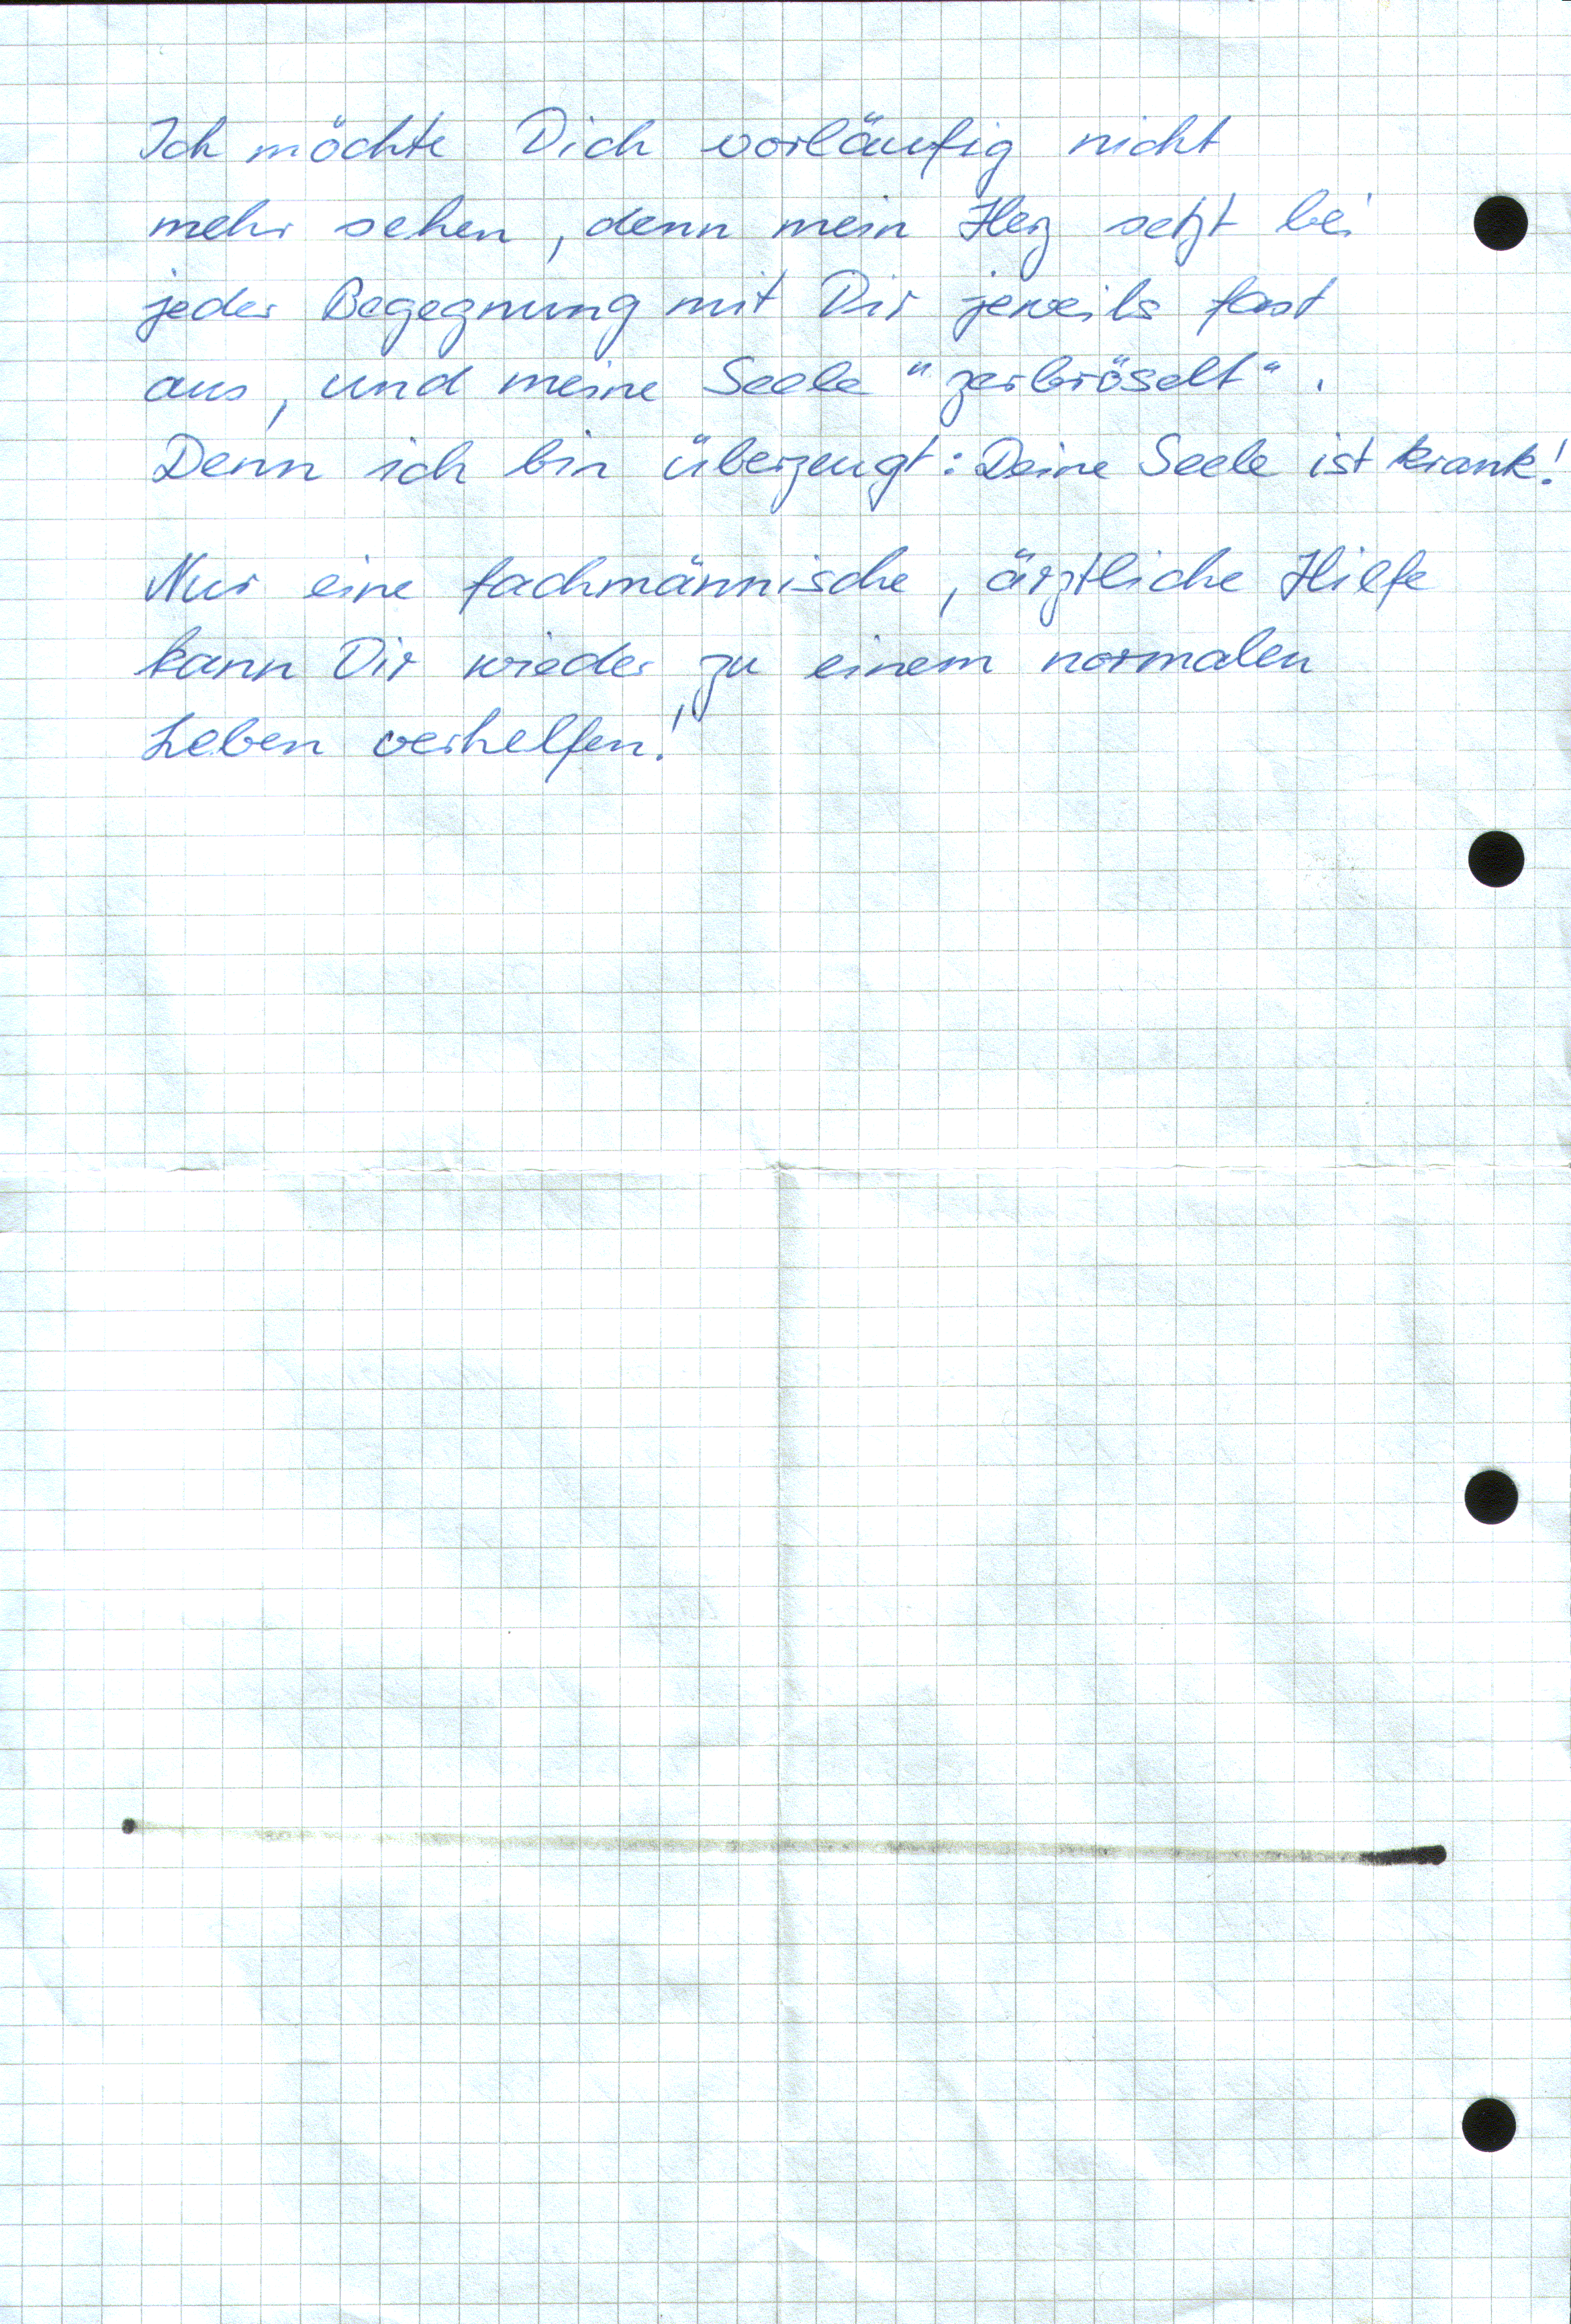 Ich möchte Dich vorläufig nicht
mehr sehen, denn mein Herz setzt bei
jeder Begegnung mit Dir jeweils fast
aus, und meine Seele "zerbröselt".
Denn ich bin überzeugt: Deine Seele ist krank!
Nur eine fachmännische, ärztliche Hilfe
kann Dir wieder zu einem normalen
Leben verhelfen!